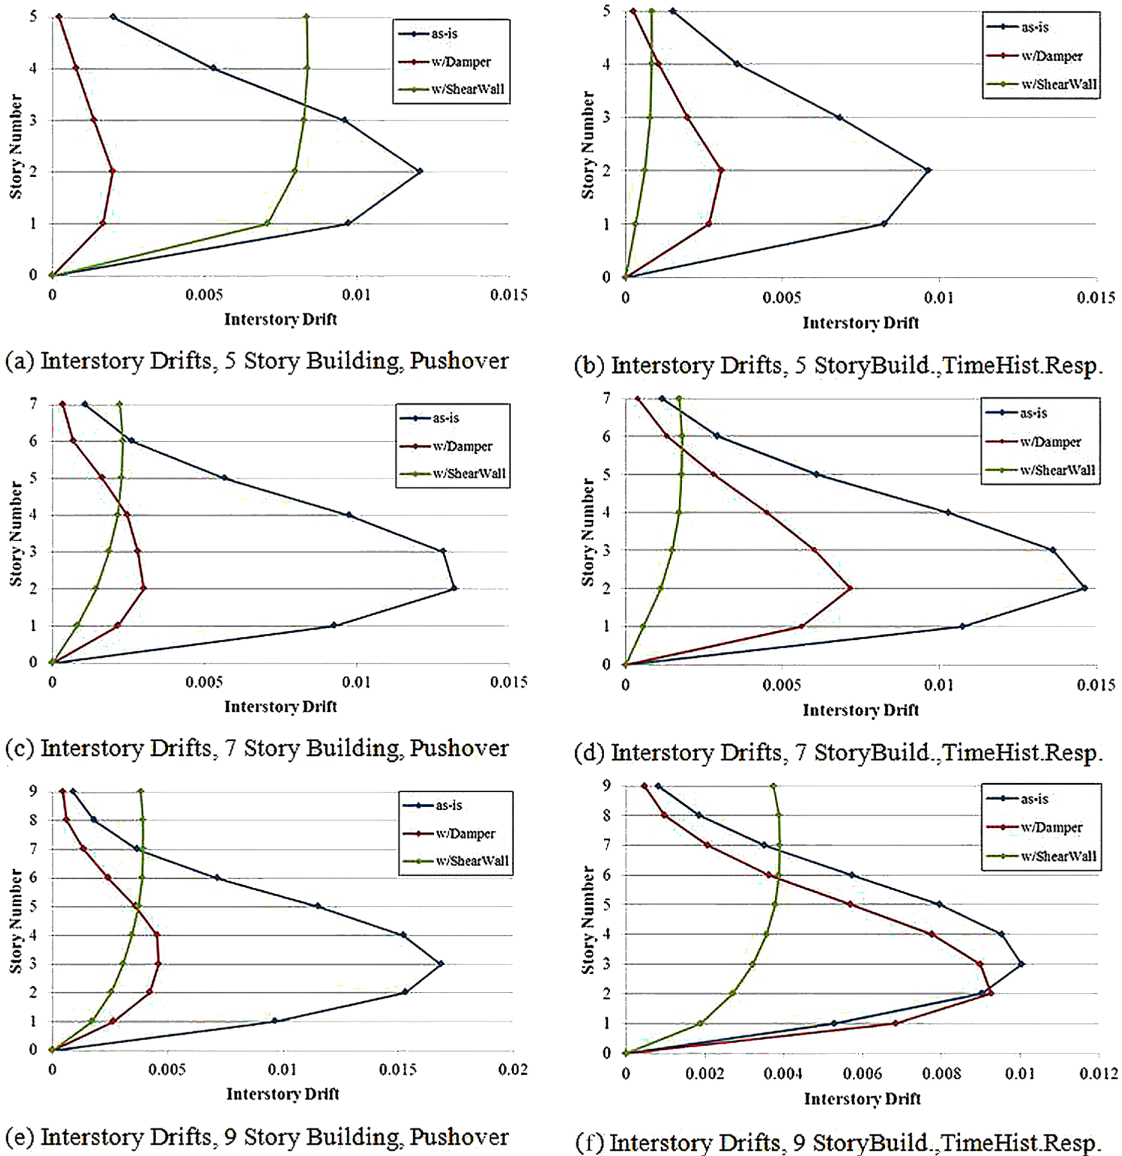 5
4
3
2
1
0
Story Number
as-is
w/Damper
w/ShearWall
0 0.005 0.01 0.015
Interstory Drift
(a) Interstory Drifts, 5 Story Building, Pushover
5
4
3
2
1
0
Story Number
as-is
w/Damper
w/ShearWall
0 0.005 0.01 0.015
Interstory Drift
(b) Interstory Drifts, 5 StoryBuild.,TimeHist.Resp.
7
6
5
4
3
2
1
0
Story Number
as-is
w/Damper
w/ShearWall
0 0.005 0.01 0.015
Interstory Drift
(c) Interstory Drifts, 7 Story Building, Pushover
7
6
5
4
3
2
1
0
Story Number
as-is
w/Damper
w/ShearWall
0 0.005 0.01 0.015
Interstory Drift
(d) Interstory Drifts, 7 StoryBuild.,TimeHist.Resp.
9
8
7
6
5
4
3
2
1
0
Story Number
as-is
w/Damper
w/ShearWall
0 0.005 0.01 0.015 0.02
Interstory Drift
(e) Interstory Drifts, 9 Story Building, Pushover
9
8
7
6
5
4
3
2
1
0
Story Number
as-is
w/Damper
w/ShearWall
0 0.002 0.004 0.006 0.008 0.01 0.012
Interstory Drift
(f) Interstory Drifts, 9 StoryBuild.,TimeHist.Resp.